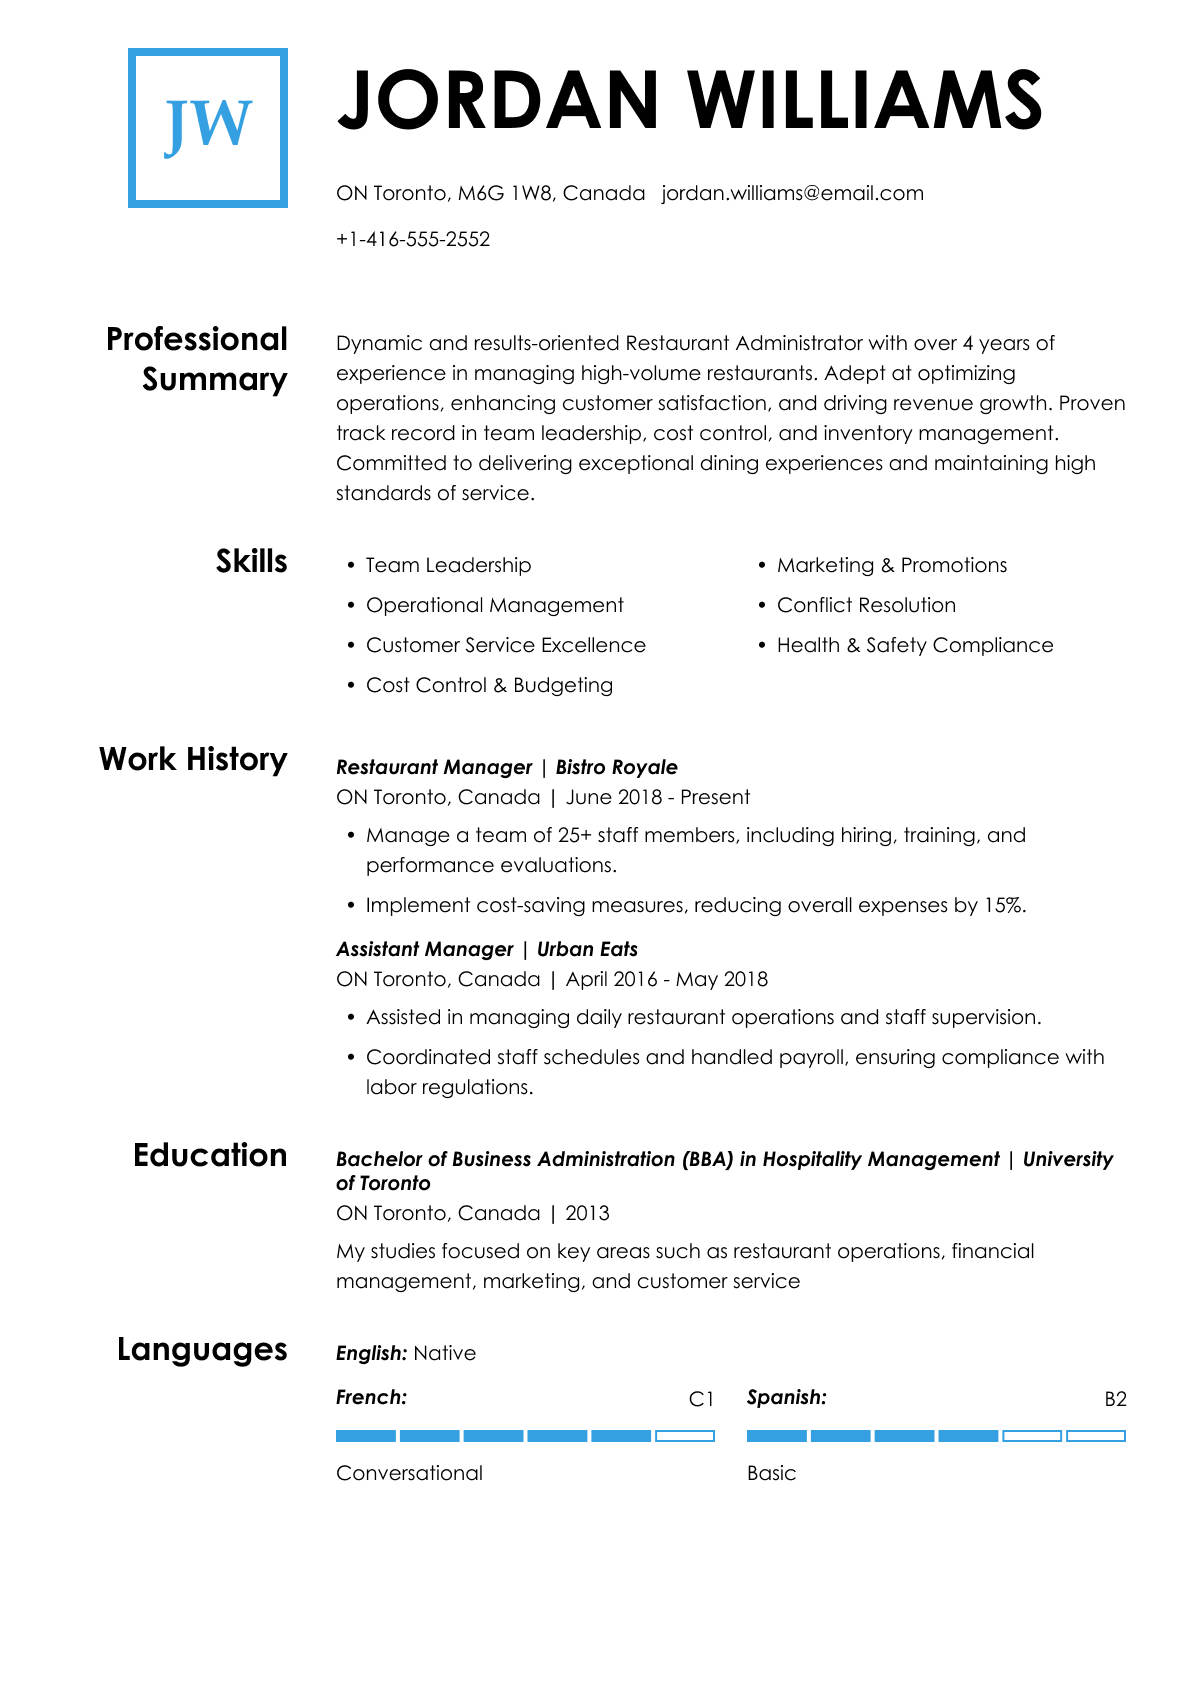 JW
JORDAN WILLIAMS
ON Toronto, M6G 1W8, Canada jordan.williams@email.com
+1-416-555-2552
Professional
Summary
Dynamic and results-oriented Restaurant Administrator with over 4 years of
experience in managing high-volume restaurants. Adept at optimizing
operations, enhancing customer satisfaction, and driving revenue growth. Proven
track record in team leadership, cost control, and inventory management.
Committed to delivering exceptional dining experiences and maintaining high
standards of service.
Skills
• Team Leadership
• Operational Management
• Customer Service Excellence
• Cost Control & Budgeting
• Marketing & Promotions
• Conflict Resolution
• Health & Safety Compliance
Work History
Restaurant Manager | Bistro Royale
ON Toronto, Canada | June 2018 - Present
• Manage a team of 25+ staff members, including hiring, training, and
performance evaluations.
• Implement cost-saving measures, reducing overall expenses by 15%.
Assistant Manager | Urban Eats
ON Toronto, Canada | April 2016 - May 2018
• Assisted in managing daily restaurant operations and staff supervision.
• Coordinated staff schedules and handled payroll, ensuring compliance with
labor regulations.
Education
Bachelor of Business Administration (BBA) in Hospitality Management | University
of Toronto
ON Toronto, Canada | 2013
My studies focused on key areas such as restaurant operations, financial
management, marketing, and customer service
Languages
English: Native
French: C1
Conversational
Spanish: B2
Basic